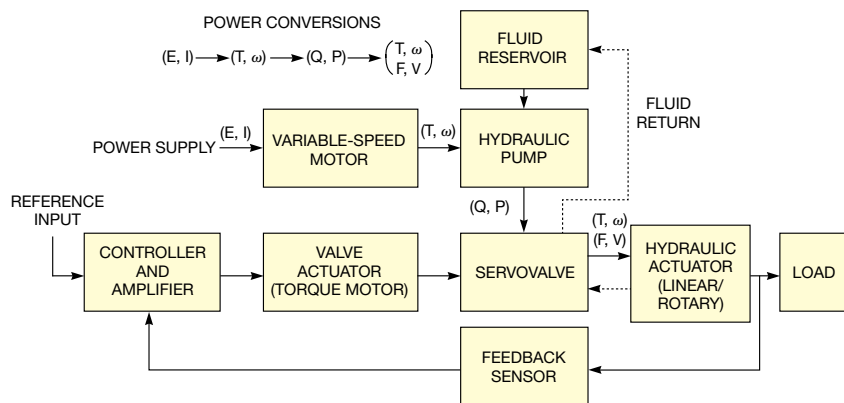 POWER CONVERSIONS
(E, I) (T, ω) (Q, P) (T, ω
F, V)
FLUID
RESERVOIR
FLUID
RETURN
POWER SUPPLY
(E, I)
VARIABLE-SPEED
MOTOR
(T, ω)
HYDRAULIC
PUMP
(Q, P)
REFERENCE
INPUT
CONTROLLER
AND
AMPLIFIER
VALVE
ACTUATOR
(TORQUE MOTOR)
SERVOVALVE
(T, ω)
(F, V)
HYDRAULIC
ACTUATOR
(LINEAR/
ROTARY)
LOAD
FEEDBACK
SENSOR